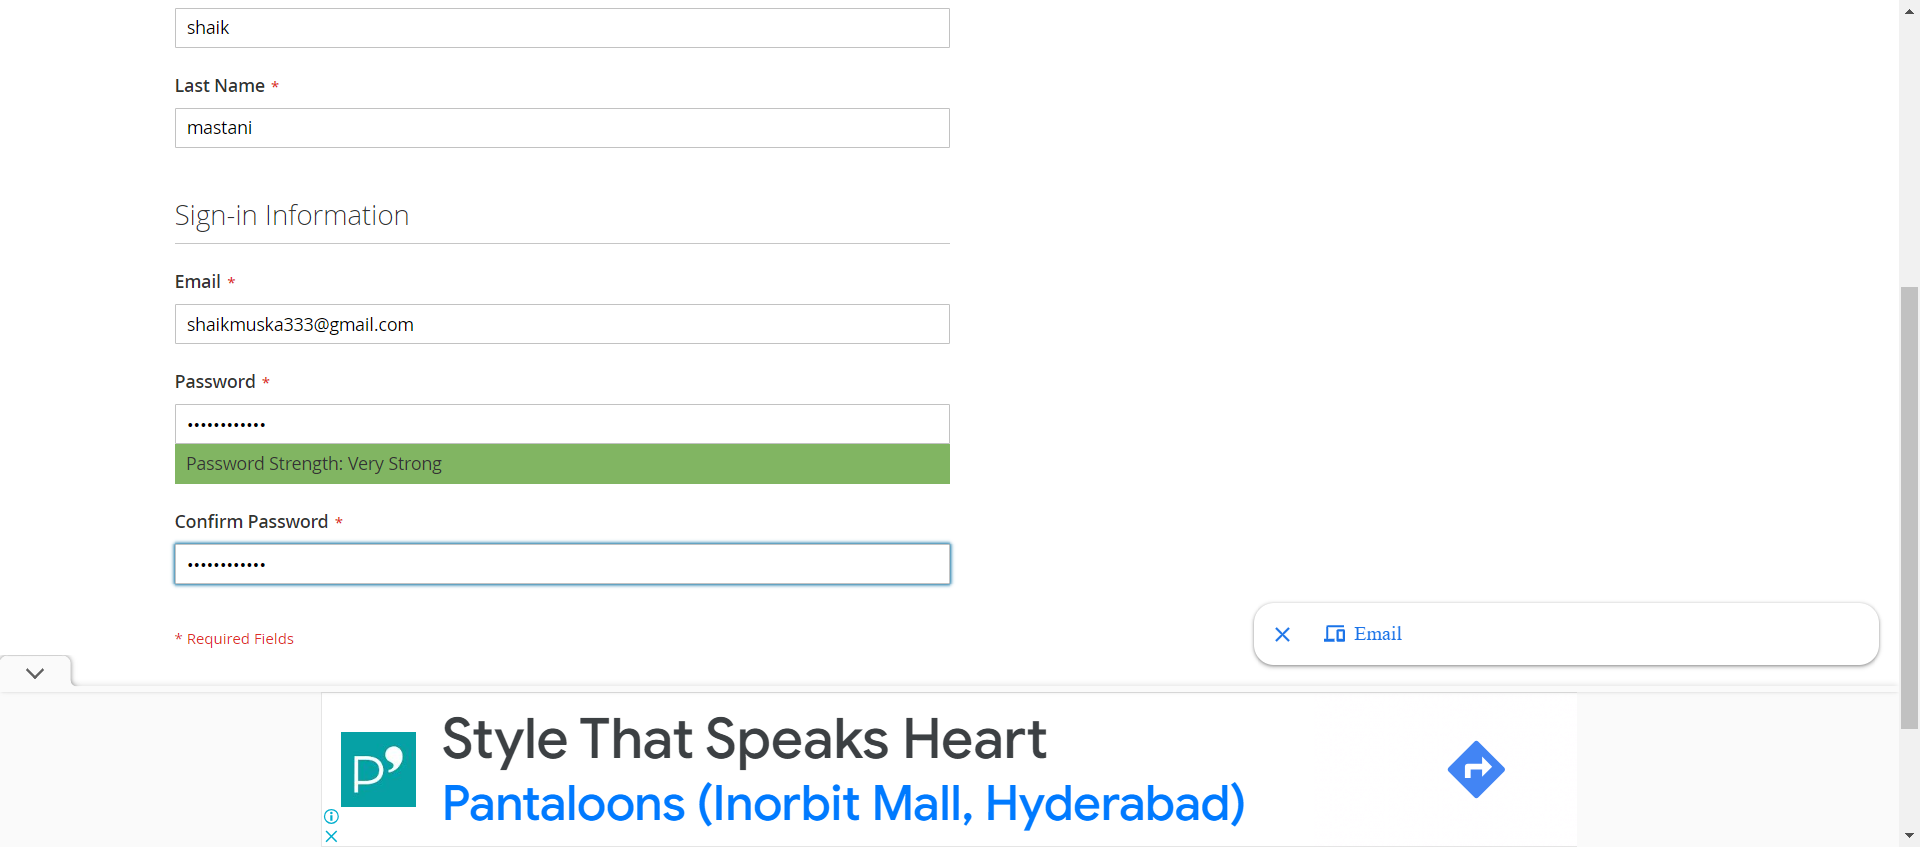 shaik
Last Name *
mastani
Sign-in Information
Email *
shaikmuska333@gmail.com
Password *
••••••••••••
Password Strength: Very Strong
Confirm Password *
••••••••••••
* Required Fields
Email
P’
Style That Speaks Heart
Pantaloons (Inorbit Mall, Hyderabad)